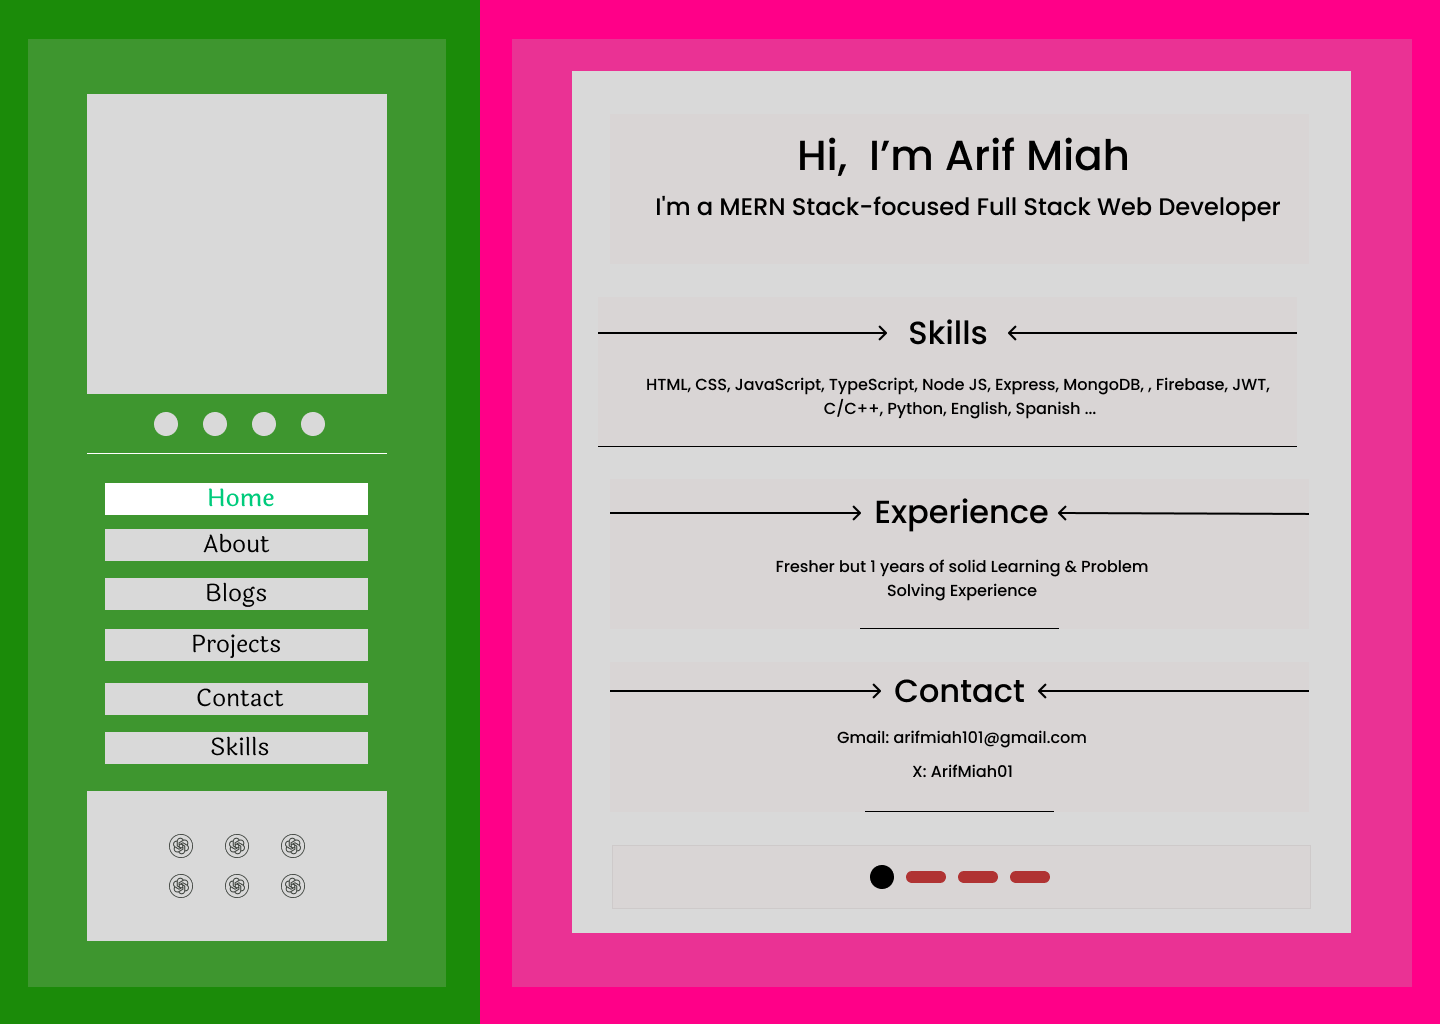 Home
About
Blogs
Projects
Contact
Skills
Hi,  I’m Arif Miah
I'm a MERN Stack-focused Full Stack Web Developer
Skills
HTML, CSS, JavaScript, TypeScript, Node JS, Express, MongoDB, , Firebase, JWT,
C/C++, Python, English, Spanish ...
Experience
Fresher but 1 years of solid Learning & Problem
Solving Experience
Contact
Gmail: arifmiah101@gmail.com
X: ArifMiah01